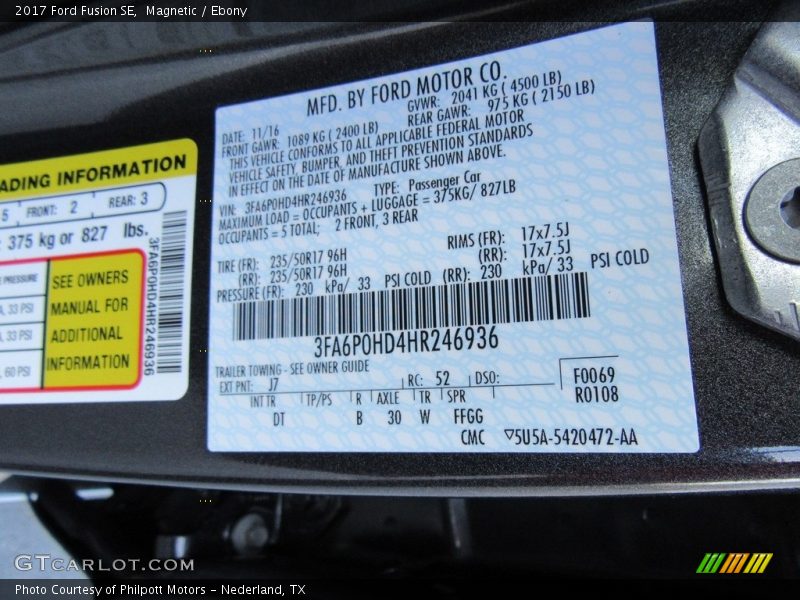 2017 Ford Fusion SE,  Magnetic / Ebony
ADING INFORMATION
5 FRONT: 2 REAR: 3
375 kg or 827 lbs.
PRESSURE
33 PSI
33 PSI
60 PSI
SEE OWNERS
MANUAL FOR
ADDITIONAL
INFORMATION
3FA6P0HD4HR246936
MFD. BY FORD MOTOR CO.
DATE: 11/16 GVWR: 2041 KG ( 4500 LB)
FRONT GAWR: 1089 KG ( 2400 LB) REAR GAWR: 975 KG ( 2150 LB)
THIS VEHICLE CONFORMS TO ALL APPLICABLE FEDERAL MOTOR
VEHICLE SAFETY, BUMPER, AND THEFT PREVENTION STANDARDS
IN EFFECT ON THE DATE OF MANUFACTURE SHOWN ABOVE.
VIN: 3FA6P0HD4HR246936 TYPE: Passenger Car
MAXIMUM LOAD = OCCUPANTS + LUGGAGE = 375KG/ 827LB
OCCUPANTS = 5 TOTAL; 2 FRONT, 3 REAR
TIRE (FR): 235/50R17 96H RIMS (FR): 17x7.5J
(RR): 235/50R17 96H (RR): 17x7.5J
PRESSURE (FR): 230 kPa/ 33 PSI COLD (RR): 230 kPa/ 33 PSI COLD
3FA6P0HD4HR246936
TRAILER TOWING - SEE OWNER GUIDE
EXT PNT: J7 RC: 52 DSO: F0069
INT TR TP/PS R AXLE TR SPR R0108
DT B 30 W FFGG
CMC ▽5U5A-5420472-AA
GTCARLOT.COM
Photo Courtesy of Philpott Motors – Nederland, TX